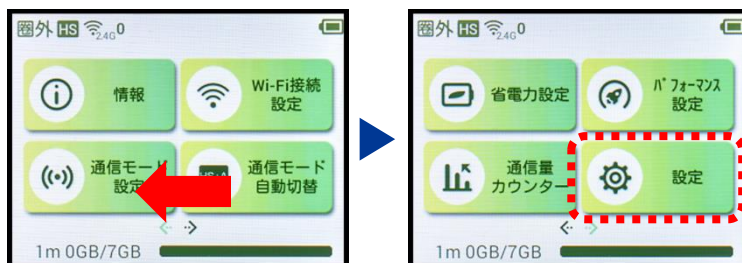 圏外 HS 2.4G 0
情報
Wi-Fi接続
設定
通信モード
設定
通信モード
自動切替
1m 0GB/7GB
圏外 HS 2.4G 0
省電力設定
パフォーマンス
設定
通信量
カウンター
設定
1m 0GB/7GB